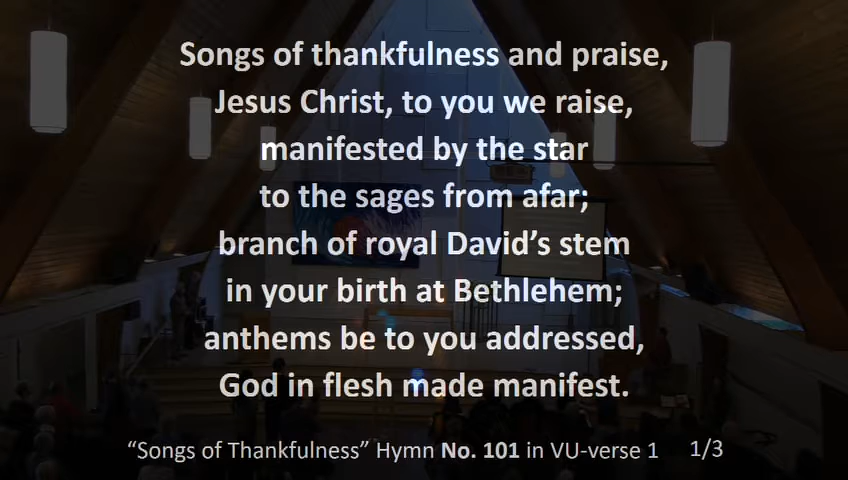 Songs of thankfulness and praise,
Jesus Christ, to you we raise,
manifested by the star
to the sages from afar;
branch of royal David’s stem
in your birth at Bethlehem;
anthems be to you addressed,
God in flesh made manifest.
“Songs of Thankfulness” Hymn No. 101 in VU-verse 1 1/3